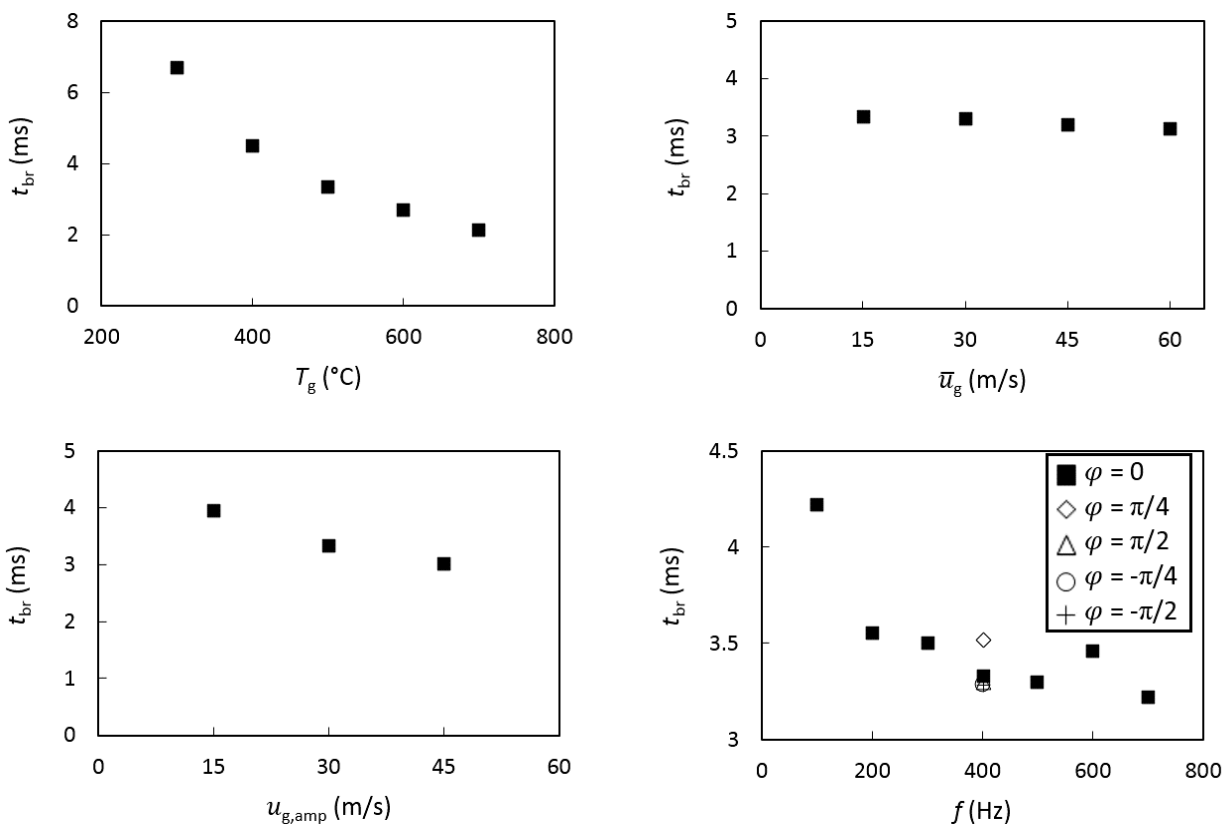 8
6
4
2
0
t_br (ms)
200 400 600 800
T_g (°C)
5
4
3
2
1
0
t_br (ms)
0 15 30 45 60
u̅_g (m/s)
5
4
3
2
1
0
t_br (ms)
0 15 30 45 60
u_g,amp (m/s)
4.5
4
3.5
3
t_br (ms)
φ = 0
φ = π/4
φ = π/2
φ = -π/4
φ = -π/2
0 200 400 600 800
f (Hz)